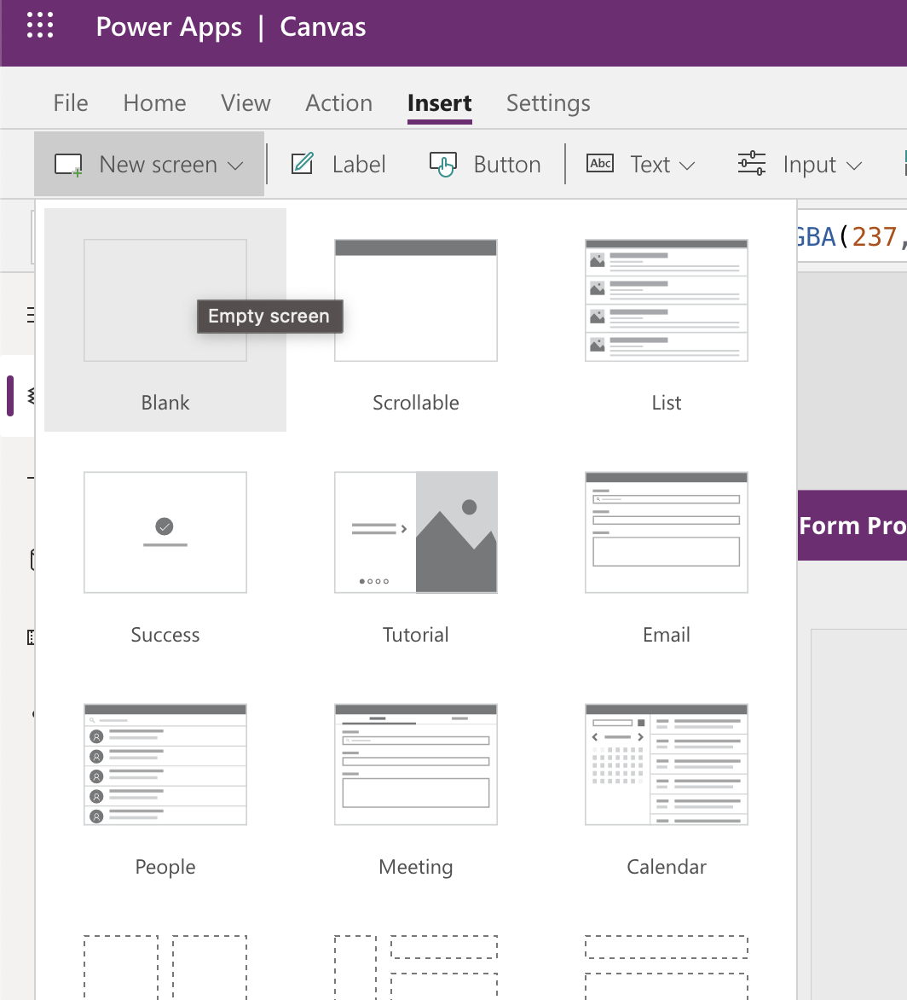 Power Apps | Canvas
File Home View Action Insert Settings
New screen Label Button Abc Text Input
GBA(237,
Empty screen
Blank Scrollable List
Form Pro
Success Tutorial Email
People Meeting Calendar